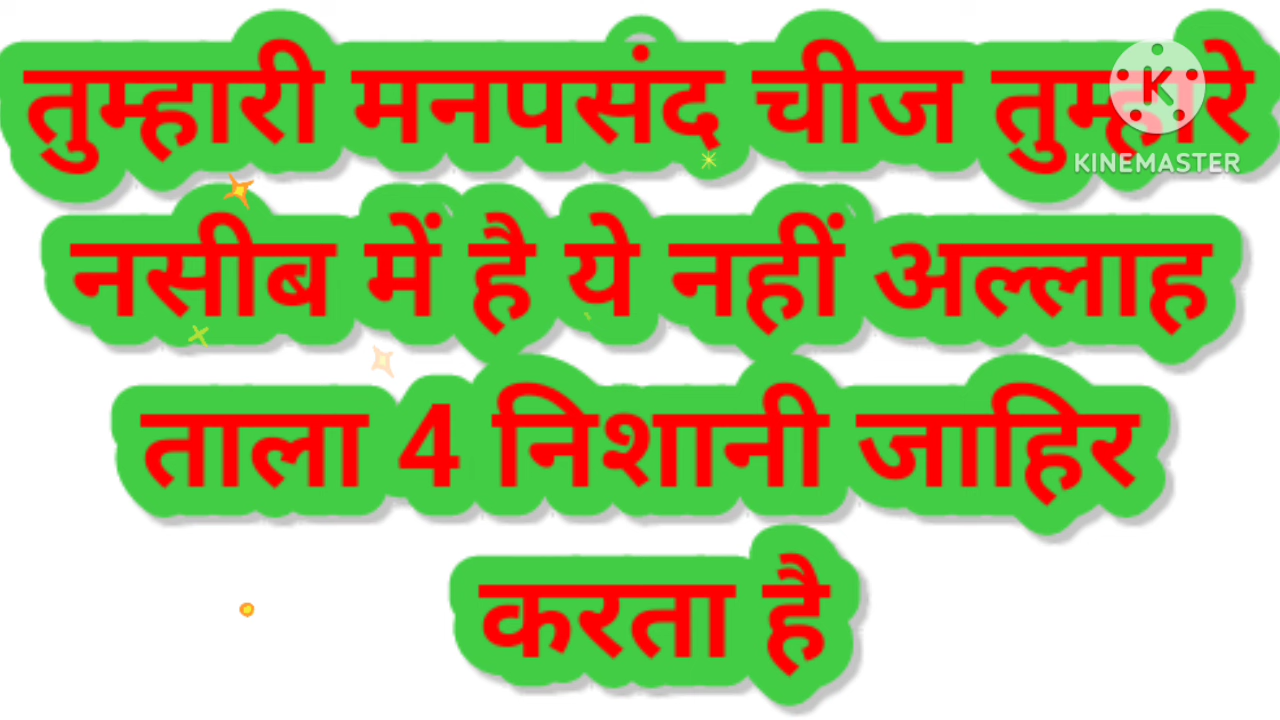 तुम्हारी मनपसंद चीज तुम्हारे
नसीब में है ये नहीं अल्लाह
ताला 4 निशानी जाहिर
करता है
KINEMASTER